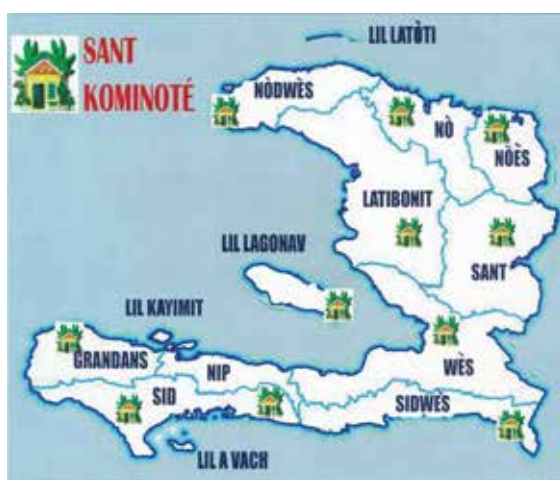 SANT
KOMINOTÉ
LIL LATÒTI
NÒDWÈS
NÒ
NÒÈS
LATIBONIT
LIL LAGONAV
SANT
LIL KAYIMIT
GRANDANS
NIP
WÈS
SID
SIDWÈS
LIL A VACH